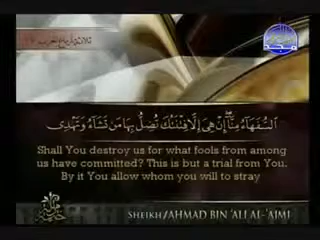 السُّفَهَاءُ مِنَّا إِنْ هِيَ إِلَّا فِتْنَتُكَ تُضِلُّ بِهَا مَن تَشَاءُ وَتَهْدِي
Shall You destroy us for what fools from among
us have committed? This is but a trial from You.
By it You allow whom you will to stray
SHEIKH / AHMAD BIN 'ALI AL-'AJMI